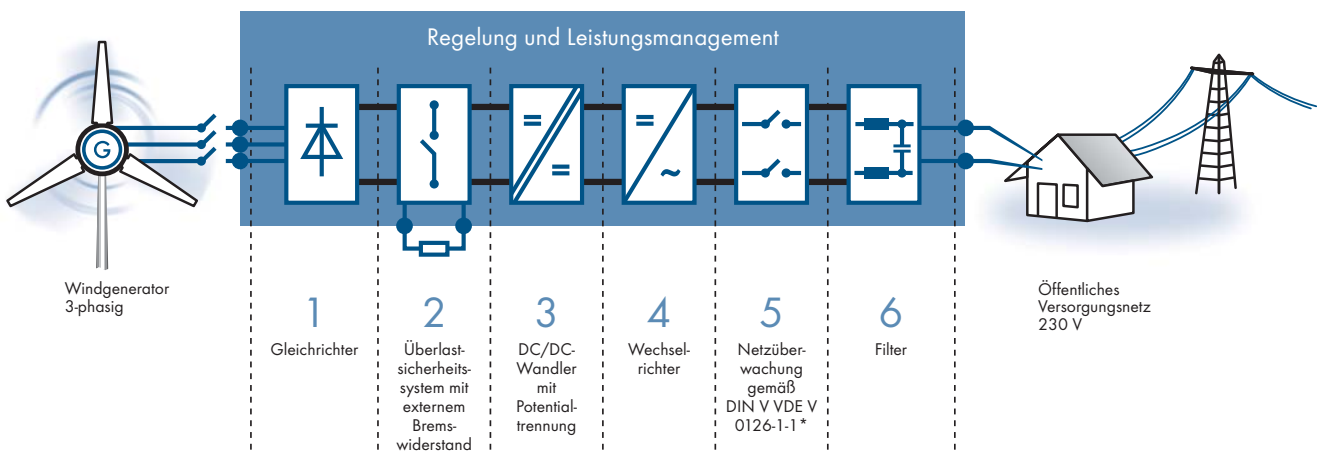 Regelung und Leistungsmanagement
G
Windgenerator
3-phasig
1
Gleichrichter
2
Überlast-
sicherheits-
system mit
externem
Brems-
widerstand
3
DC/DC-
Wandler
mit
Potential-
trennung
4
Wechsel-
richter
5
Netzüber-
wachung
gemäß
DIN V VDE V
0126-1-1*
6
Filter
Öffentliches
Versorgungsnetz
230 V